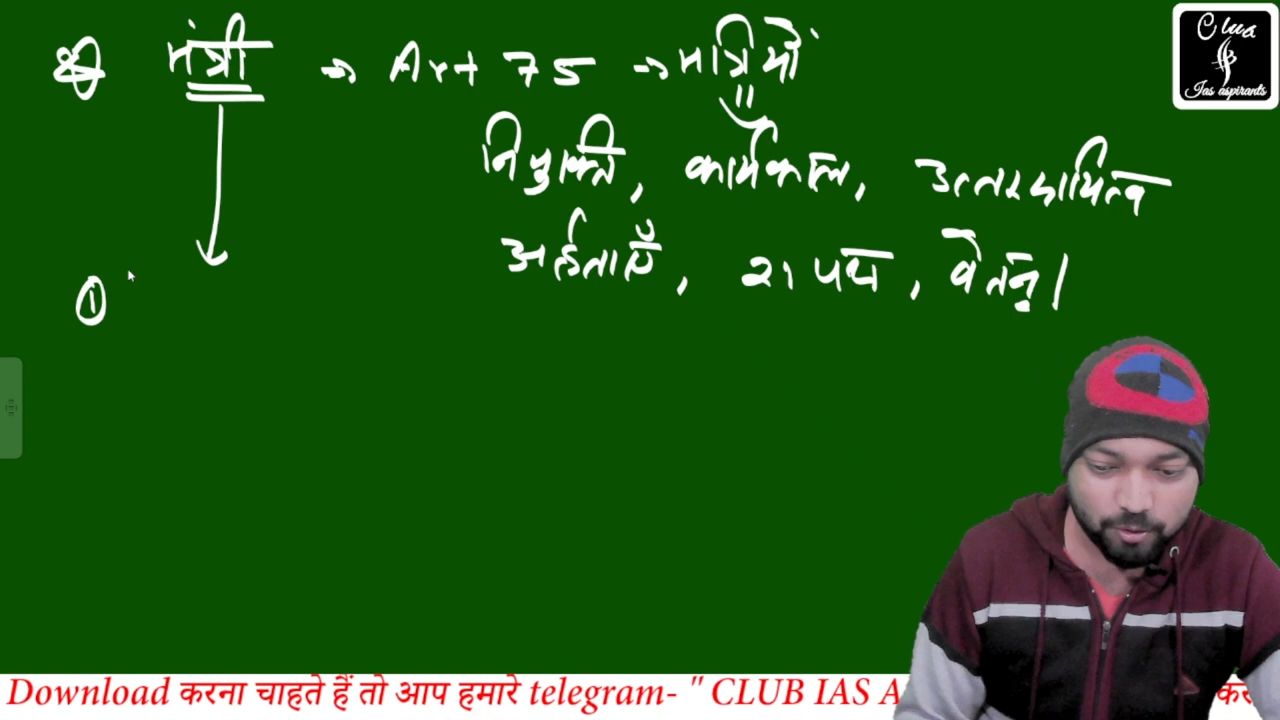 मंत्री → Art 75 → मंत्रियों
नियुक्ति, कार्यकाल, उत्तरदायित्व
अर्हताएँ, शपथ, वेतन।
①
Clua
Ias aspirants
Download करना चाहते हैं तो आप हमारे telegram- " CLUB IAS A